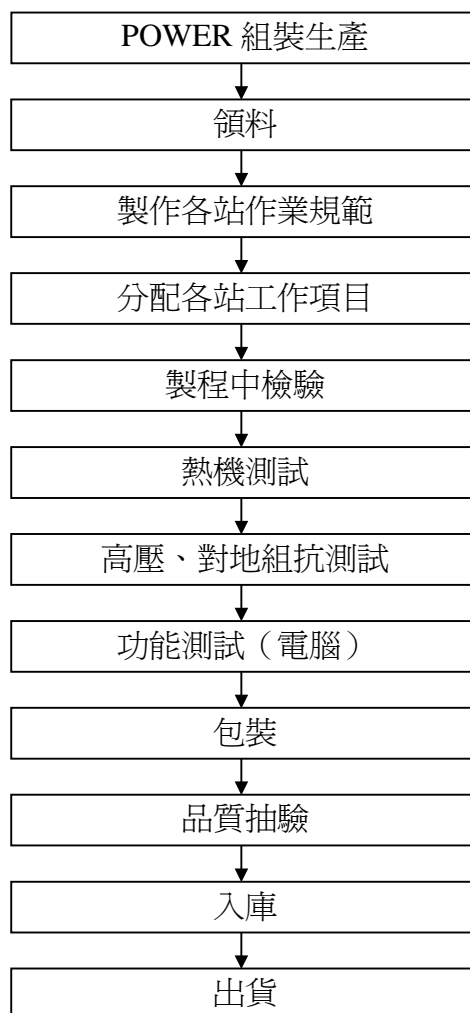 POWER 組裝生產
領料
製作各站作業規範
分配各站工作項目
製程中檢驗
熱機測試
高壓、對地組抗測試
功能測試（電腦）
包裝
品質抽驗
入庫
出貨